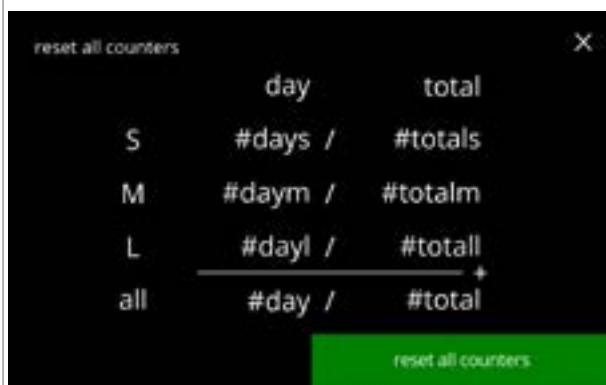 reset all counters ×
day total
S #days / #totals
M #daym / #totalm
L #dayl / #totall
+
all #day / #total
reset all counters